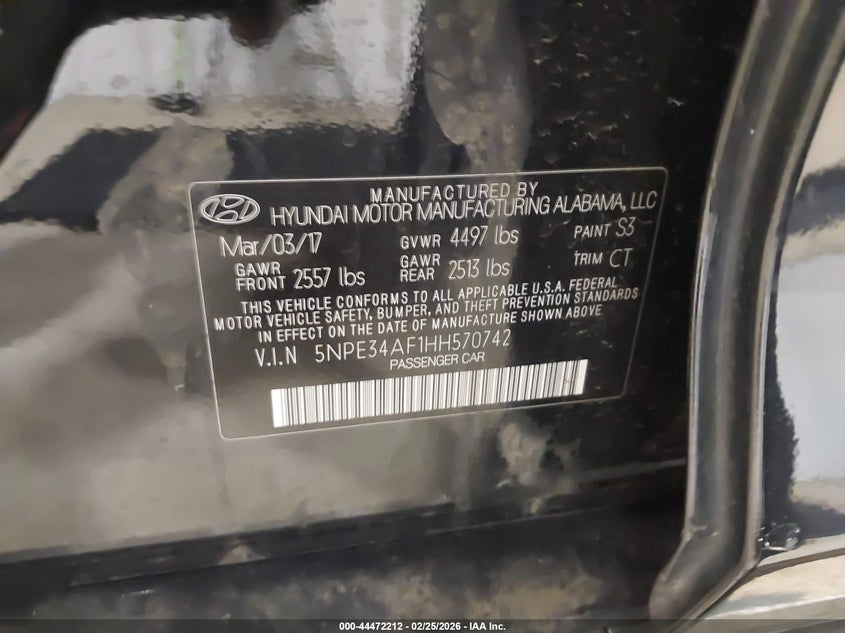 MANUFACTURED BY
HYUNDAI MOTOR MANUFACTURING ALABAMA, LLC
Mar/03/17 GVWR 4497 lbs PAINT S3
GAWR FRONT 2557 lbs GAWR REAR 2513 lbs TRIM CT
THIS VEHICLE CONFORMS TO ALL APPLICABLE U.S.A. FEDERAL
MOTOR VEHICLE SAFETY, BUMPER, AND THEFT PREVENTION STANDARDS
IN EFFECT ON THE DATE OF MANUFACTURE SHOWN ABOVE
V.I.N 5NPE34AF1HH570742
PASSENGER CAR
000-44472212 - 02/25/2026 - IAA Inc.